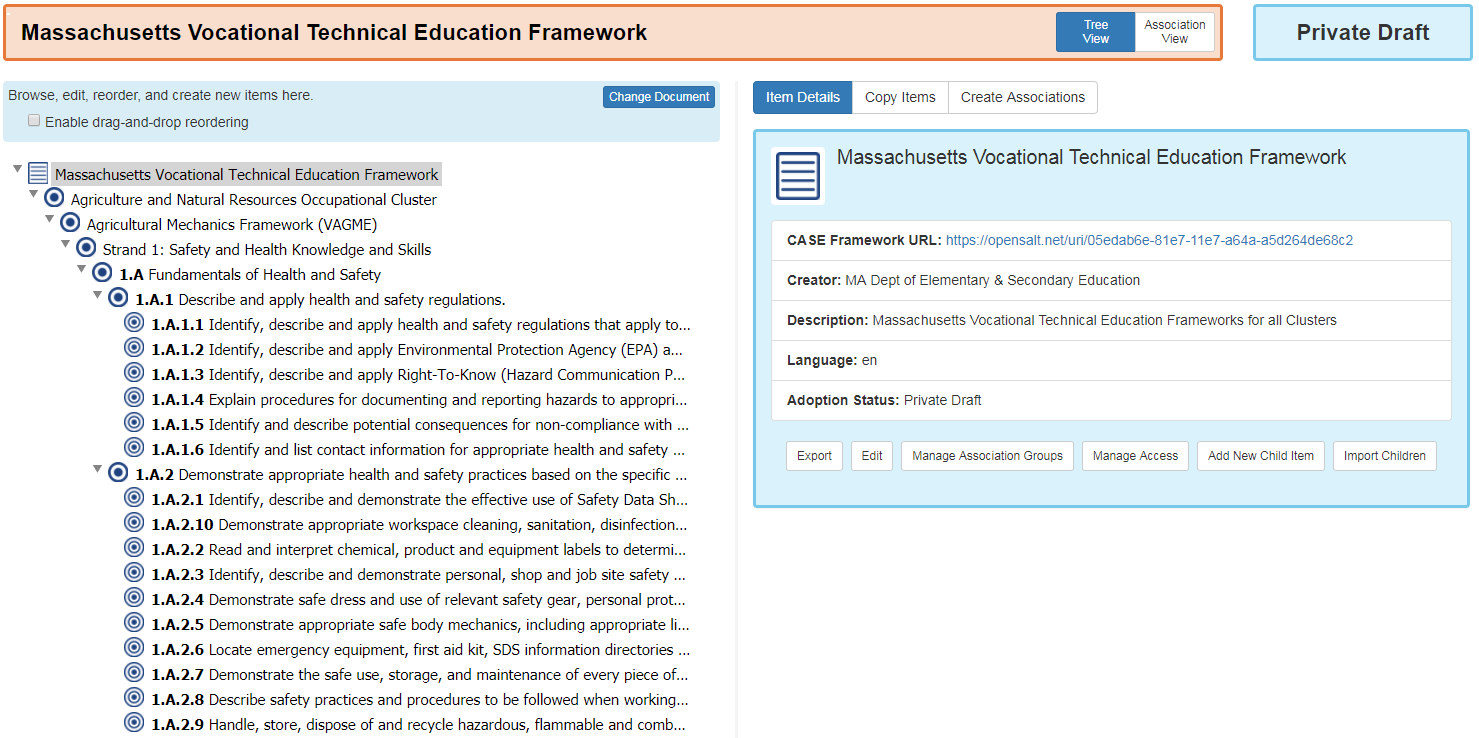 Massachusetts Vocational Technical Education Framework
Tree View
Association View
Private Draft
Browse, edit, reorder, and create new items here.
Change Document
Enable drag-and-drop reordering
Massachusetts Vocational Technical Education Framework
Agriculture and Natural Resources Occupational Cluster
Agricultural Mechanics Framework (VAGME)
Strand 1: Safety and Health Knowledge and Skills
1.A Fundamentals of Health and Safety
1.A.1 Describe and apply health and safety regulations.
1.A.1.1 Identify, describe and apply health and safety regulations that apply to...
1.A.1.2 Identify, describe and apply Environmental Protection Agency (EPA) a...
1.A.1.3 Identify, describe and apply Right-To-Know (Hazard Communication P...
1.A.1.4 Explain procedures for documenting and reporting hazards to appropri...
1.A.1.5 Identify and describe potential consequences for non-compliance with ...
1.A.1.6 Identify and list contact information for appropriate health and safety ...
1.A.2 Demonstrate appropriate health and safety practices based on the specific ...
1.A.2.1 Identify, describe and demonstrate the effective use of Safety Data Sh...
1.A.2.10 Demonstrate appropriate workspace cleaning, sanitation, disinfection...
1.A.2.2 Read and interpret chemical, product and equipment labels to determi...
1.A.2.3 Identify, describe and demonstrate personal, shop and job site safety ...
1.A.2.4 Demonstrate safe dress and use of relevant safety gear, personal prot...
1.A.2.5 Demonstrate appropriate safe body mechanics, including appropriate li...
1.A.2.6 Locate emergency equipment, first aid kit, SDS information directories ...
1.A.2.7 Demonstrate the safe use, storage, and maintenance of every piece of...
1.A.2.8 Describe safety practices and procedures to be followed when working...
1.A.2.9 Handle, store, dispose of and recycle hazardous, flammable and comb...
Item Details
Copy Items
Create Associations
Massachusetts Vocational Technical Education Framework
CASE Framework URL: https://opensalt.net/uri/05edab6e-81e7-11e7-a64a-a5d264de68c2
Creator: MA Dept of Elementary & Secondary Education
Description: Massachusetts Vocational Technical Education Frameworks for all Clusters
Language: en
Adoption Status: Private Draft
Export
Edit
Manage Association Groups
Manage Access
Add New Child Item
Import Children